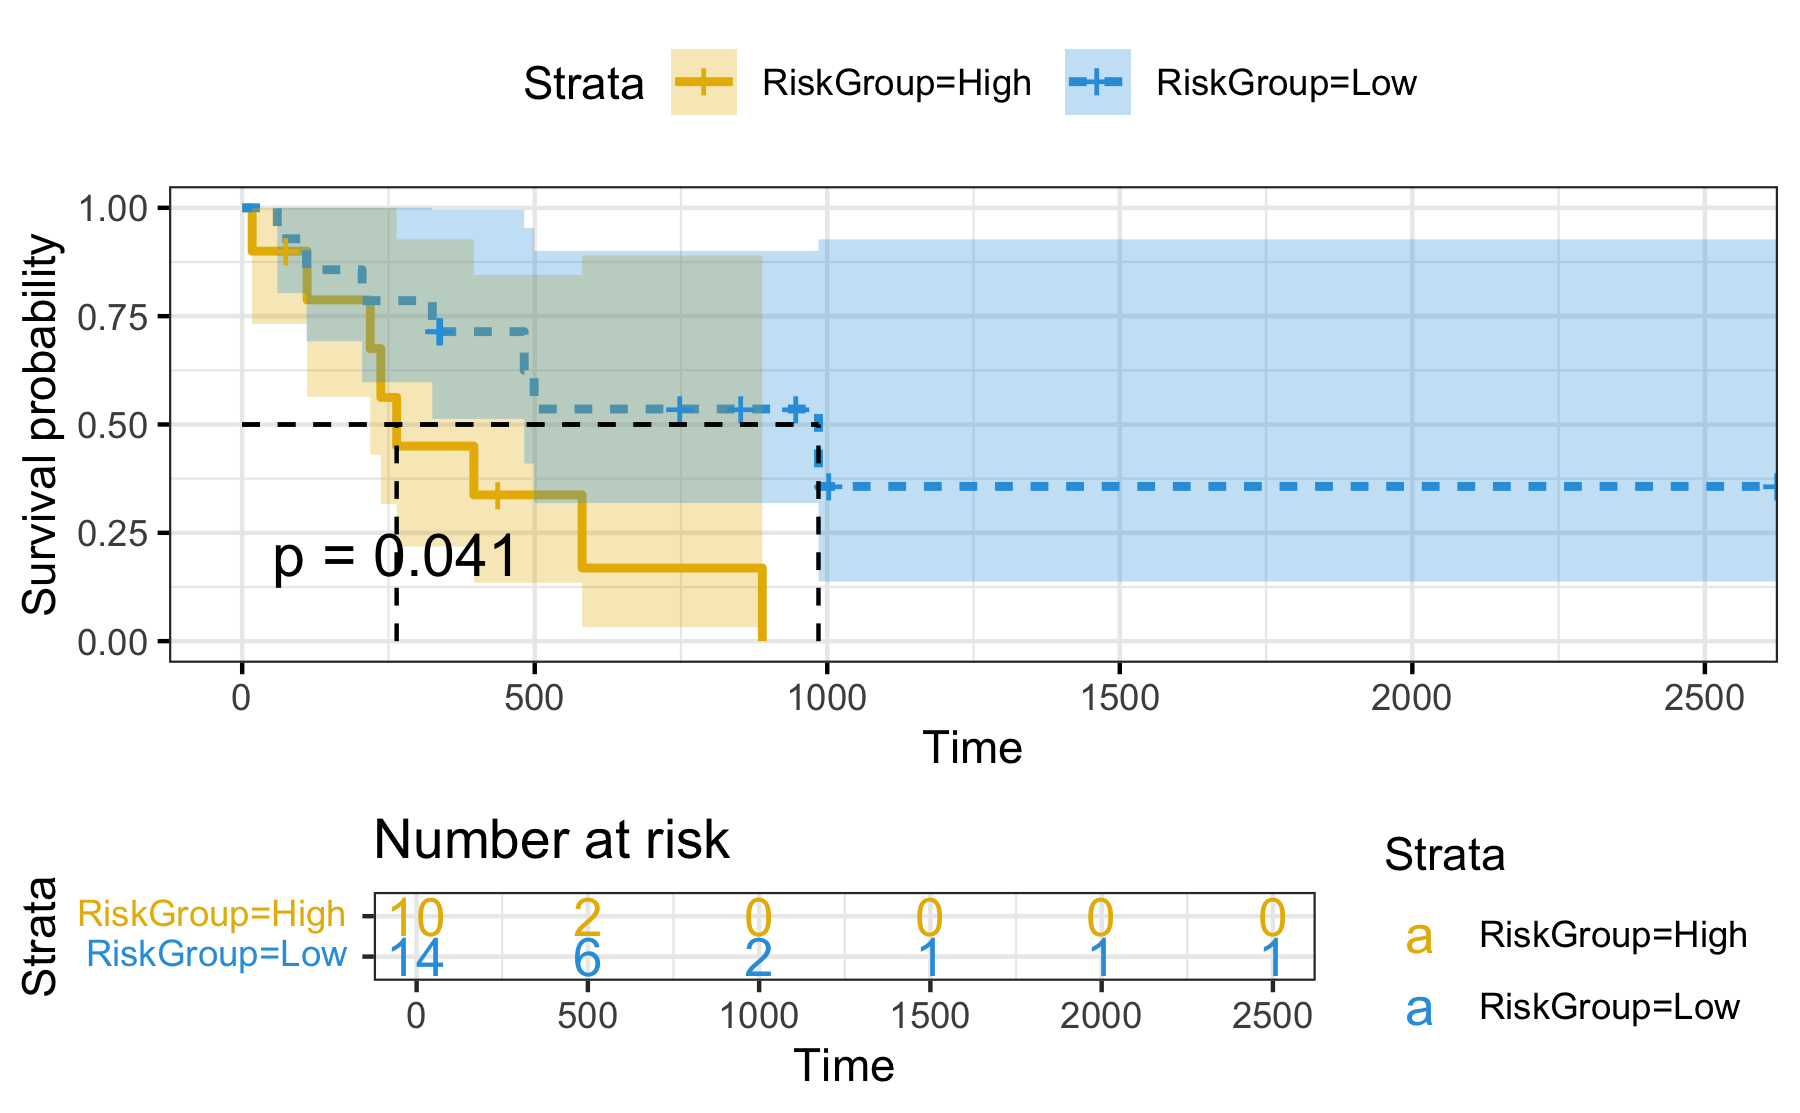 Strata RiskGroup=High RiskGroup=Low
Survival probability
1.00
0.75
0.50
0.25
0.00
p = 0.041
0 500 1000 1500 2000 2500
Time
Number at risk
Strata
RiskGroup=High 10 2 0 0 0 0
RiskGroup=Low 14 6 2 1 1 1
0 500 1000 1500 2000 2500
Time
Strata
a RiskGroup=High
a RiskGroup=Low